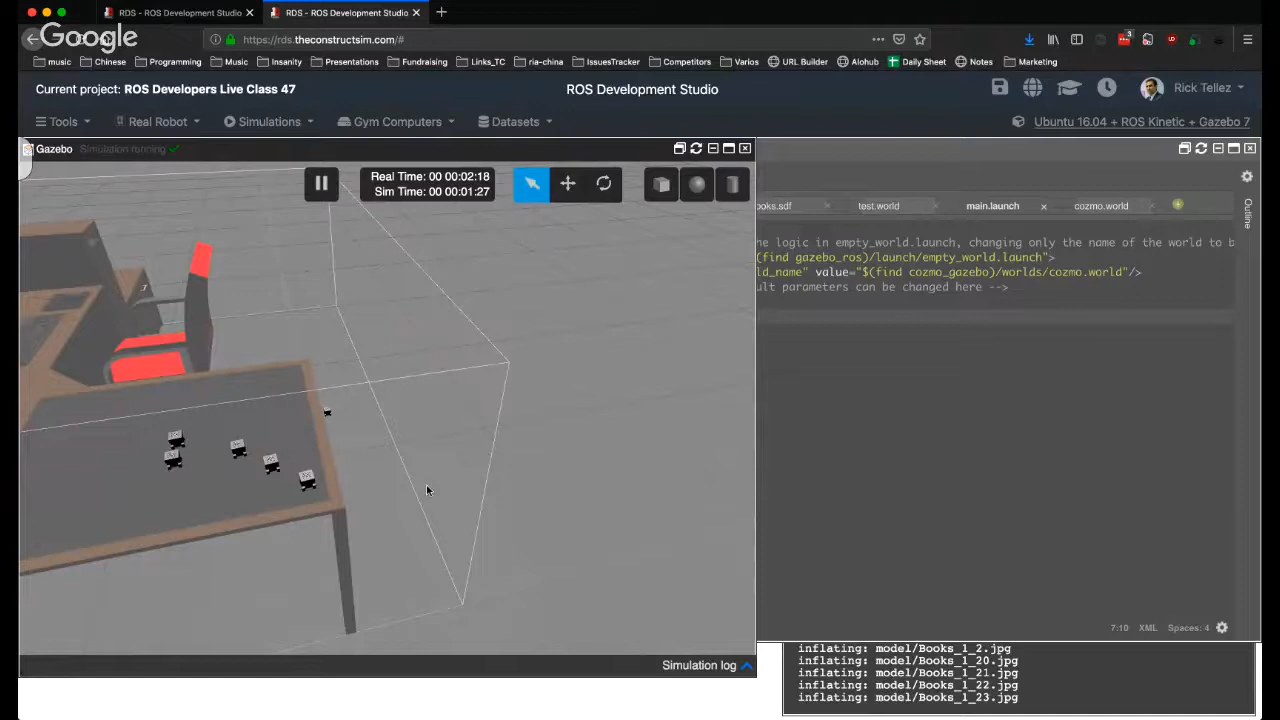 RDS - ROS Development Studio
RDS - ROS Development Studio
Google
https://rds.theconstructsim.com/#
3
music Chinese Programming Music Insanity Presentations Fundraising Links_TC ria-china IssuesTracker Competitors Varios URL Builder Alohub Daily Sheet Notes Marketing
Current project: ROS Developers Live Class 47
ROS Development Studio
Rick Tellez
Tools Real Robot Simulations Gym Computers Datasets
Ubuntu 16.04 + ROS Kinetic + Gazebo 7
Gazebo Simulation running
Real Time: 00 00:02:18
Sim Time: 00 00:01:27
ooks.sdf test.world main.launch cozmo.world
Outline
he logic in empty_world.launch, changing only the name of the world to b
(find gazebo_ros)/launch/empty_world.launch">
ld_name" value="$(find cozmo_gazebo)/worlds/cozmo.world"/>
ult parameters can be changed here -->
7:10 XML Spaces: 4
Simulation log
inflating: model/Books_1_2.jpg
inflating: model/Books_1_20.jpg
inflating: model/Books_1_21.jpg
inflating: model/Books_1_22.jpg
inflating: model/Books_1_23.jpg